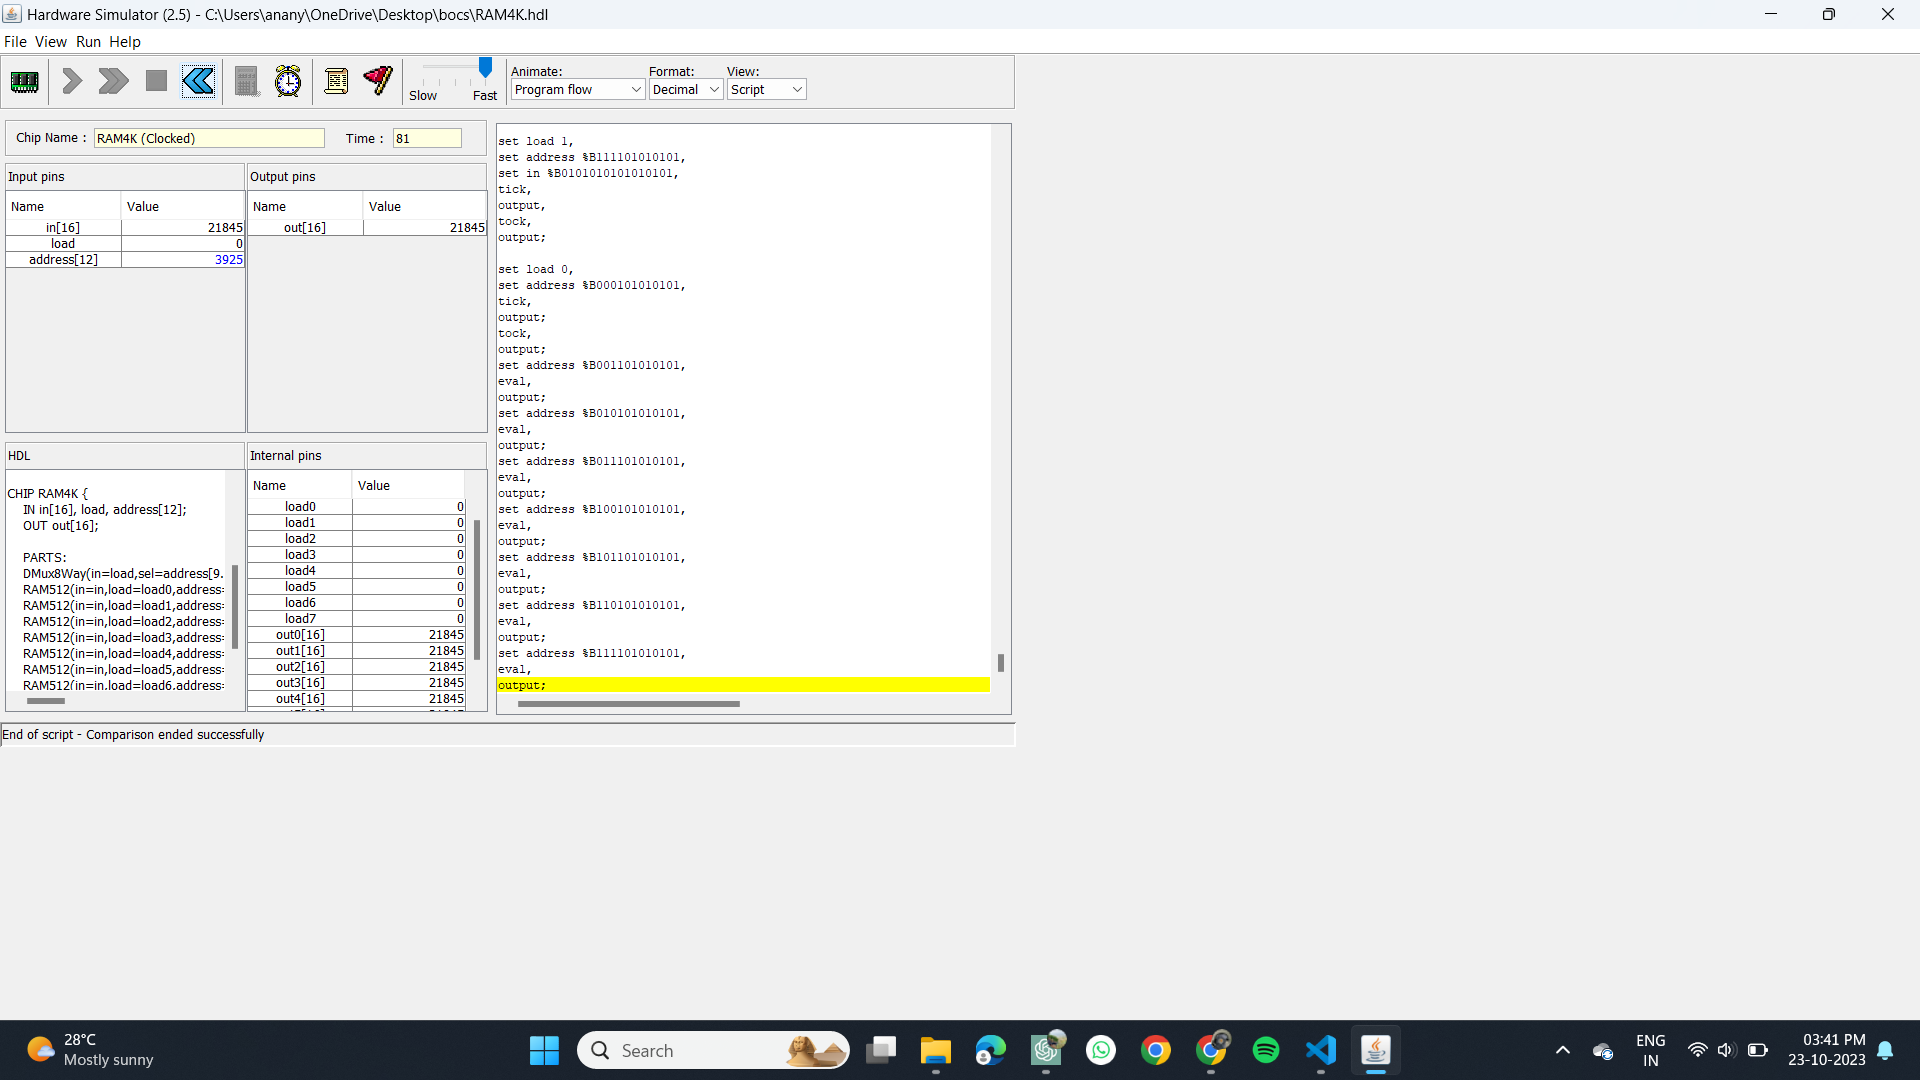 Hardware Simulator (2.5) - C:\Users\anany\OneDrive\Desktop\bocs\RAM4K.hdl
File View Run Help
Slow Fast
Animate: Format: View:
Program flow Decimal Script
Chip Name : RAM4K (Clocked) Time : 81
Input pins
Name Value
in[16] 21845
load 0
address[12] 3925
Output pins
Name Value
out[16] 21845
HDL
CHIP RAM4K {
IN in[16], load, address[12];
OUT out[16];
PARTS:
DMux8Way(in=load,sel=address[9.
RAM512(in=in,load=load0,address=
RAM512(in=in,load=load1,address=
RAM512(in=in,load=load2,address=
RAM512(in=in,load=load3,address=
RAM512(in=in,load=load4,address=
RAM512(in=in,load=load5,address=
RAM512(in=in,load=load6,address=
Internal pins
Name Value
load0 0
load1 0
load2 0
load3 0
load4 0
load5 0
load6 0
load7 0
out0[16] 21845
out1[16] 21845
out2[16] 21845
out3[16] 21845
out4[16] 21845
set load 1,
set address %B111101010101,
set in %B0101010101010101,
tick,
output,
tock,
output;
set load 0,
set address %B000101010101,
tick,
output;
tock,
output;
set address %B001101010101,
eval,
output;
set address %B010101010101,
eval,
output;
set address %B011101010101,
eval,
output;
set address %B100101010101,
eval,
output;
set address %B101101010101,
eval,
output;
set address %B110101010101,
eval,
output;
set address %B111101010101,
eval,
output;
End of script - Comparison ended successfully
28°C
Mostly sunny
Search
ENG
IN
03:41 PM
23-10-2023